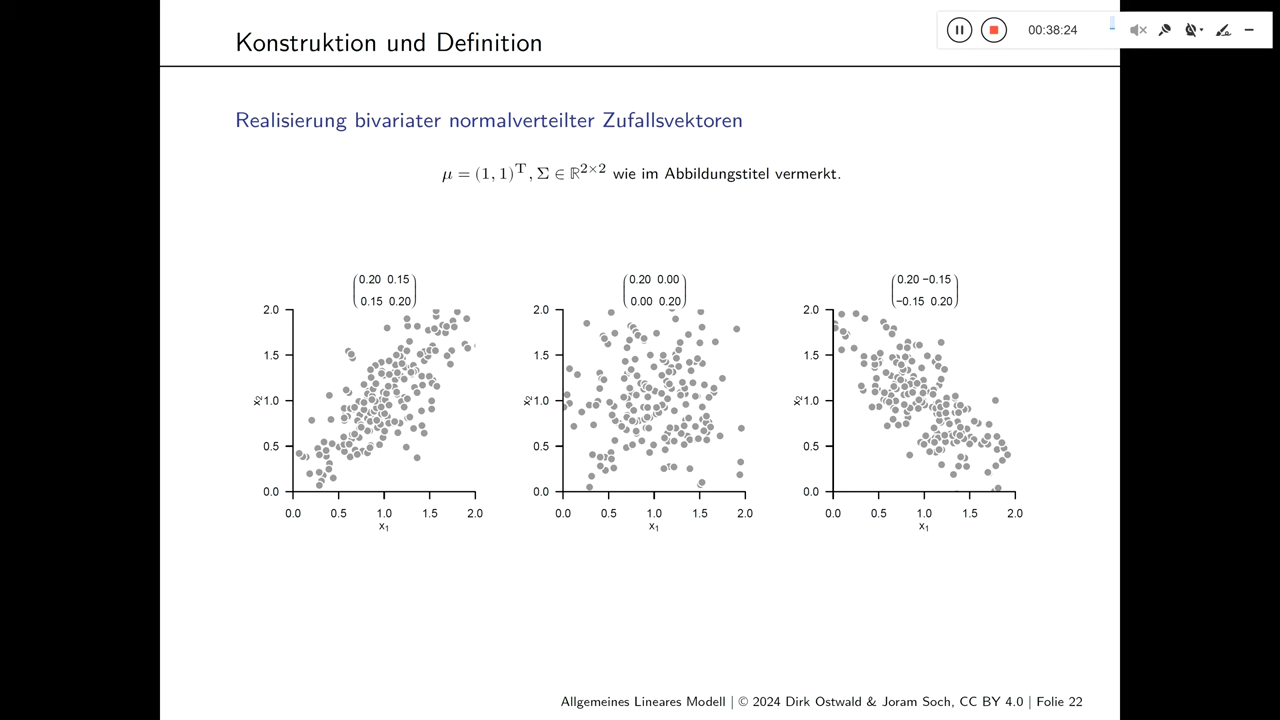 Konstruktion und Definition
00:38:24
Realisierung bivariater normalverteilter Zufallsvektoren
μ = (1, 1)ᵀ, Σ ∈ ℝ²ˣ² wie im Abbildungstitel vermerkt.
0.20 0.15
0.15 0.20
2.0
1.5
1.0
0.5
0.0
x₂
0.0 0.5 1.0 1.5 2.0
x₁
0.20 0.00
0.00 0.20
2.0
1.5
1.0
0.5
0.0
x₂
0.0 0.5 1.0 1.5 2.0
x₁
0.20 −0.15
−0.15 0.20
2.0
1.5
1.0
0.5
0.0
x₂
0.0 0.5 1.0 1.5 2.0
x₁
Allgemeines Lineares Modell | © 2024 Dirk Ostwald & Joram Soch, CC BY 4.0 | Folie 22